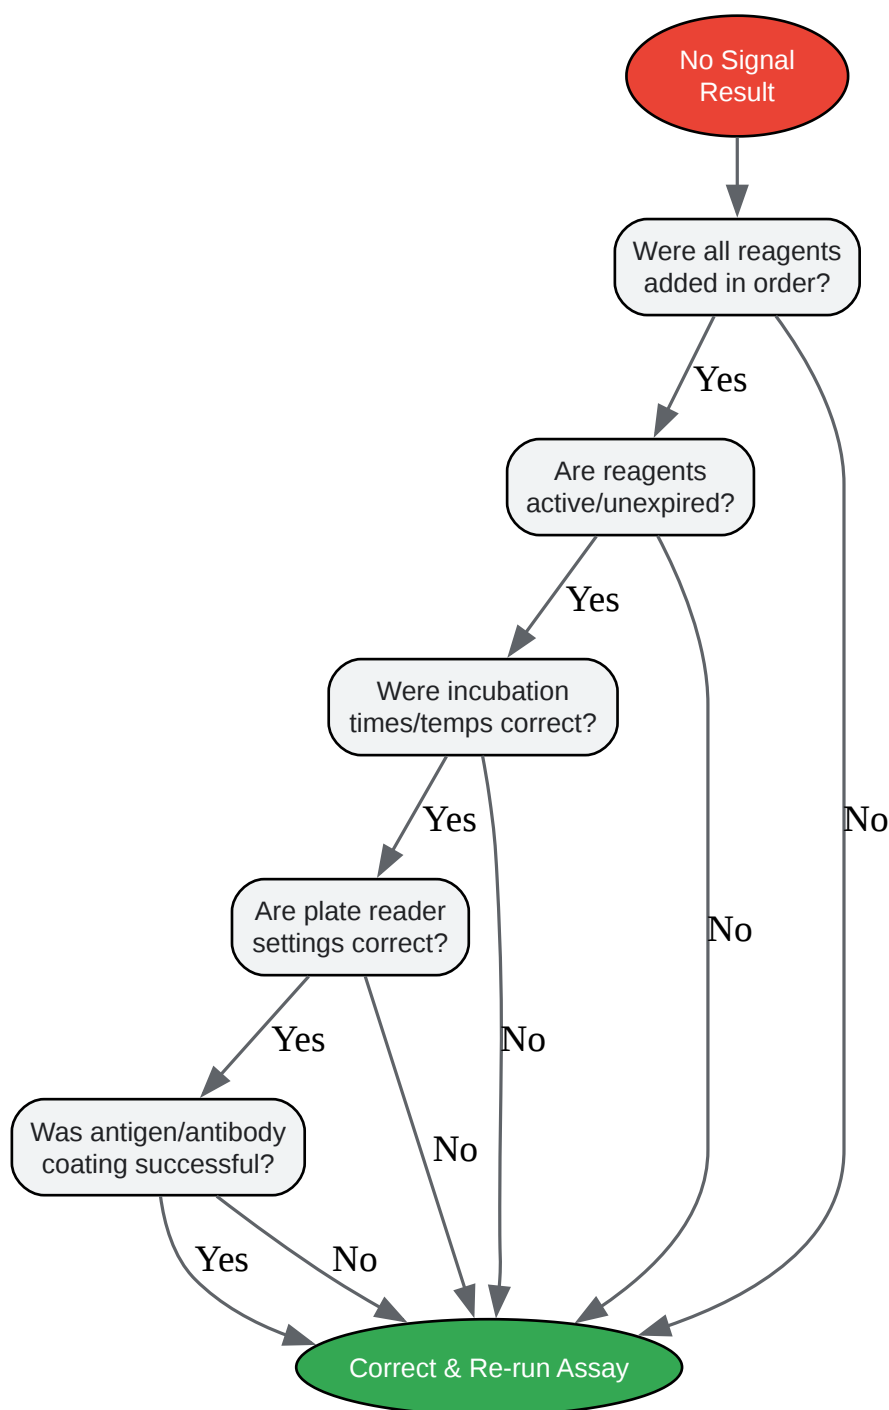 No Signal
Result
Were all reagents
added in order?
Yes
Are reagents
active/unexpired?
Yes
Were incubation
times/temps correct?
Yes
No
Are plate reader
settings correct?
No
Yes
No
Was antigen/antibody
coating successful?
No
Yes
No
Correct & Re-run Assay